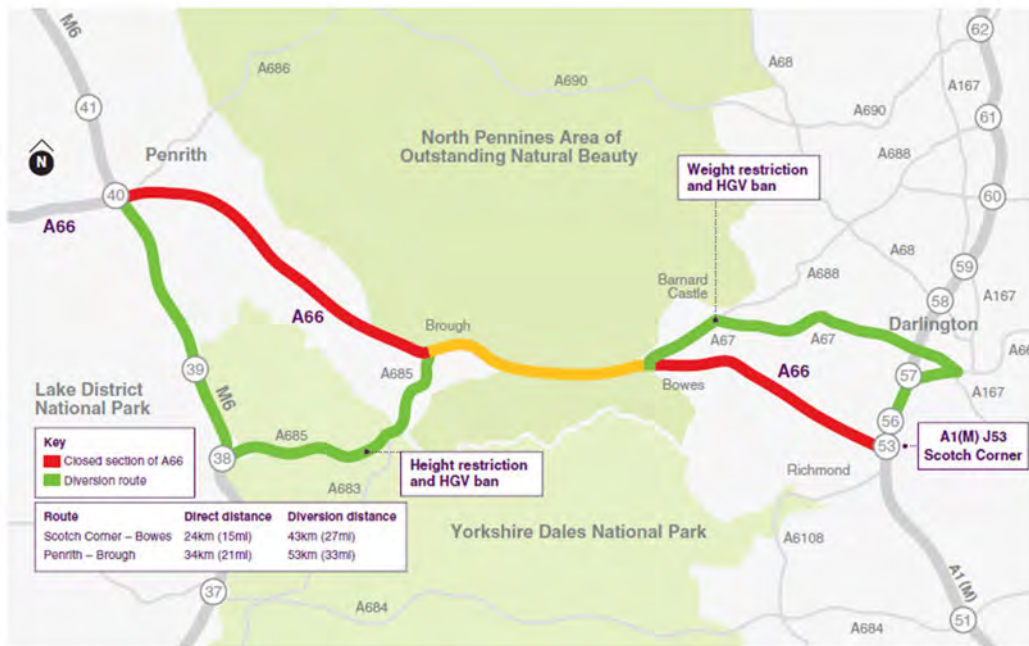 M6
A686
A68
62
A690
A167
41
A690
61
North Pennines Area of
Outstanding Natural Beauty
N
Penrith
A688
Weight restriction
and HGV ban
40
60
A66
A68
59
Barnard
Castle
A688
A66
58
A167
Brough
Darlington
A67
A67
A66
39
A685
Bowes
A66
57
A167
Lake District
National Park
M6
56
Key
Closed section of A66
Diversion route
A685
38
53
A1(M) J53
Scotch Corner
Height restriction
and HGV ban
A683
Richmond
Route Direct distance Diversion distance
Scotch Corner – Bowes 24km (15ml) 43km (27ml)
Penrith – Brough 34km (21ml) 53km (33ml)
Yorkshire Dales National Park
A6108
A1 (M)
37
A684
A684
51